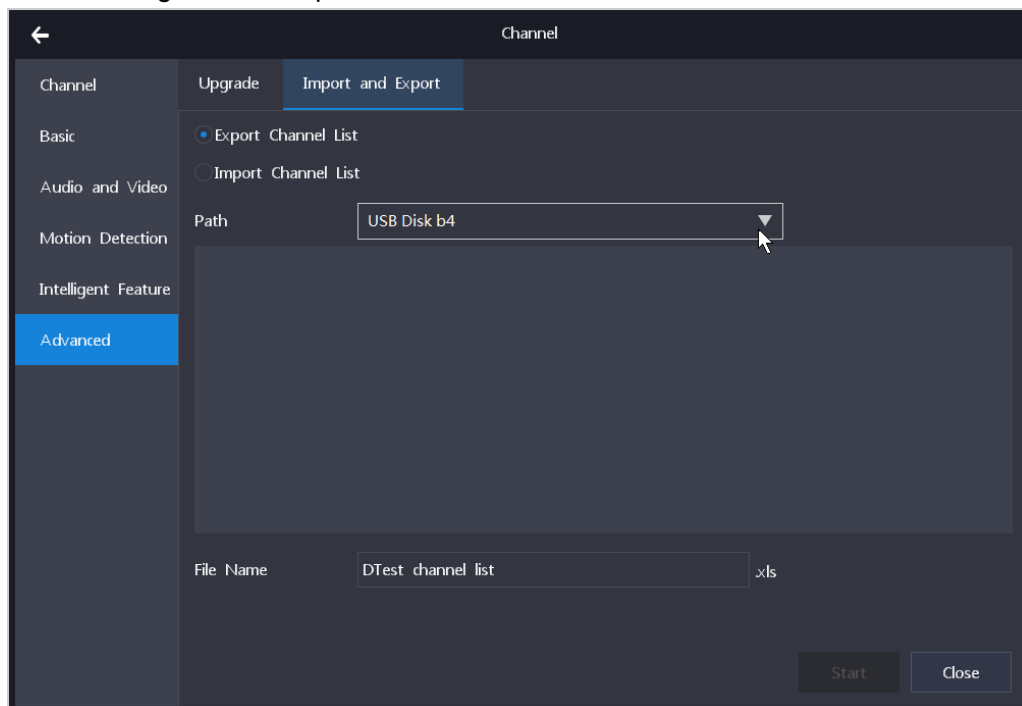 Channel
Channel
Basic
Audio and Video
Motion Detection
Intelligent Feature
Advanced
Upgrade
Import and Export
Export Channel List
Import Channel List
Path
USB Disk b4
File Name
DTest channel list
.xls
Start
Close